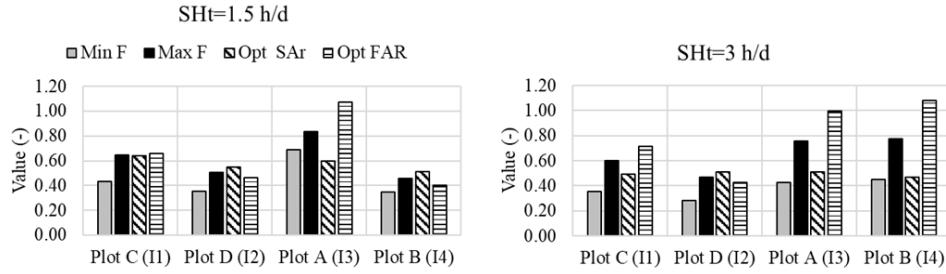 SHt=1.5 h/d
Min F Max F Opt SAr Opt FAR
Value (-)
1.20
1.00
0.80
0.60
0.40
0.20
0.00
Plot C (I1) Plot D (I2) Plot A (I3) Plot B (I4)
SHt=3 h/d
Value (-)
1.20
1.00
0.80
0.60
0.40
0.20
0.00
Plot C (I1) Plot D (I2) Plot A (I3) Plot B (I4)